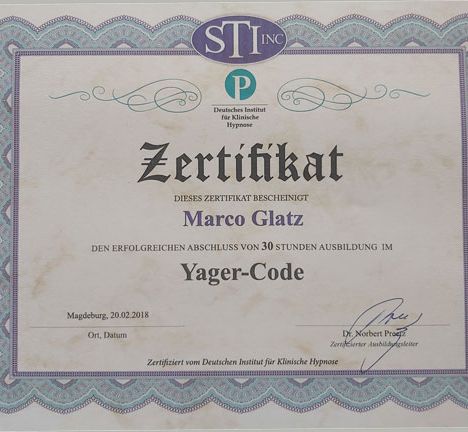 STI INC
P
Deutsches Institut
für Klinische
Hypnose
Zertifikat
DIESES ZERTIFIKAT BESCHEINIGT
Marco Glatz
DEN ERFOLGREICHEN ABSCHLUSS VON 30 STUNDEN AUSBILDUNG IM
Yager-Code
Magdeburg, 20.02.2018
Ort, Datum
Dr. Norbert Preetz
Zertifizierter Ausbildungsleiter
Zertifiziert vom Deutschen Institut für Klinische Hypnose